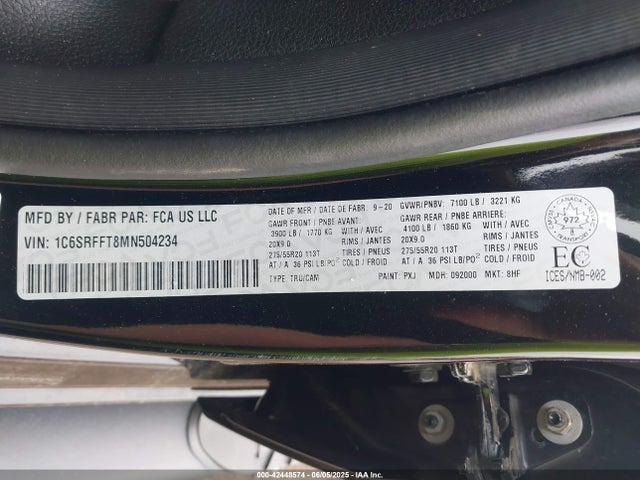 MFD BY / FABR PAR: FCA US LLC
VIN: 1C6SRFFT8MN504234
DATE OF MFR / DATE DE FABR: 9-20
GAWR FRONT / PNBE AVANT:
3900 LB / 1770 KG WITH / AVEC
20X9.0 RIMS / JANTES
275/55R20 113T TIRES / PNEUS
AT / A 36 PSI LB/PO² COLD / FROID
TYPE: TRU/CAM
GVWR/PNBV: 7100 LB / 3221 KG
GAWR REAR / PNBE ARRIERE:
4100 LB / 1860 KG WITH / AVEC
20X9.0 RIMS / JANTES
275/55R20 113T TIRES / PNEUS
AT / A 36 PSI LB/PO² COLD / FROID
PAINT: PXJ MDH: 092000 MKT: 8HF
CANADA
972
TRANSPORT
EC
ICES/NMB-002
000-42448574 06/05/2025 - IAA